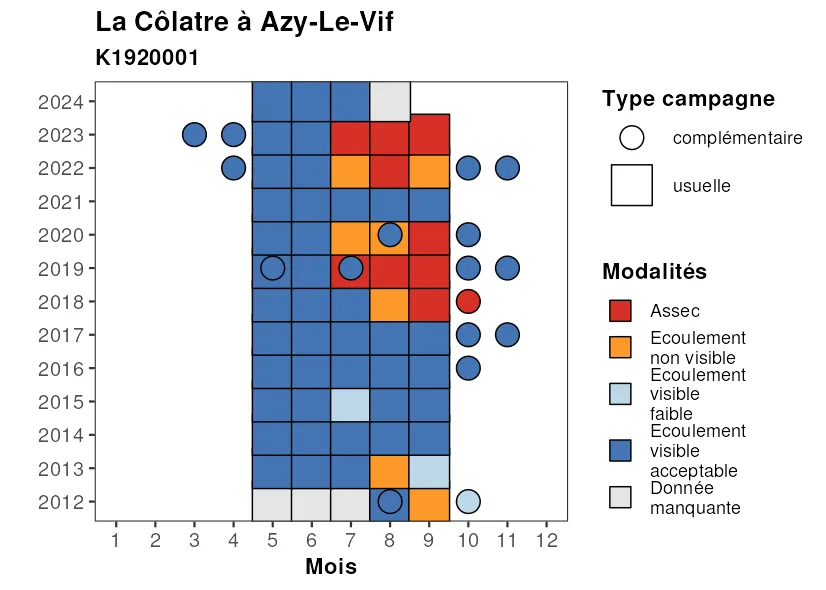 La Côlatre à Azy-Le-Vif
K1920001
2024
2023
2022
2021
2020
2019
2018
2017
2016
2015
2014
2013
2012
1 2 3 4 5 6 7 8 9 10 11 12
Mois
Type campagne
complémentaire
usuelle
Modalités
Assec
Ecoulement
non visible
Ecoulement
visible
faible
Ecoulement
visible
acceptable
Donnée
manquante